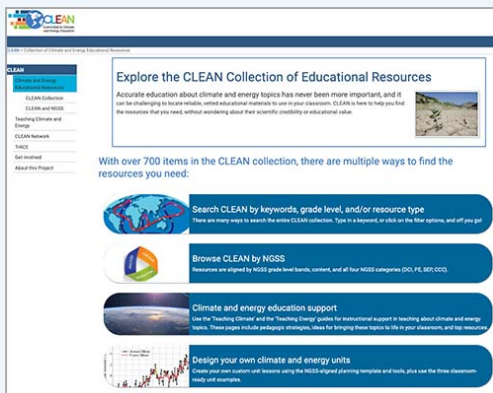 CLEAN
Committed to Climate
and Energy Education
CLEAN > Collection of Climate and Energy Educational Resources
CLEAN
Climate and Energy
Educational Resources
CLEAN Collection
CLEAN and NGSS
Teaching Climate and
Energy
CLEAN Network
TrACE
Get Involved
About this Project
Explore the CLEAN Collection of Educational Resources
Accurate education about climate and energy topics has never been more important, and it
can be challenging to locate reliable, vetted educational materials to use in your classroom. CLEAN is here to help you find
the resources that you need, without wondering about their scientific credibility or educational value.
With over 700 items in the CLEAN collection, there are multiple ways to find the
resources you need:
Search CLEAN by keywords, grade level, and/or resource type
There are many ways to search the entire CLEAN collection. Type in a keyword, or click on the filter options, and off you go!
Browse CLEAN by NGSS
Resources are aligned by NGSS grade level bands, content, and all four NGSS categories (DCI, PE, SEP, CCC).
Climate and energy education support
Use the 'Teaching Climate' and the 'Teaching Energy' guides for instructional support in teaching about climate and energy
topics. These pages include pedagogic strategies, ideas for bringing these topics to life in your classroom, and top resources.
Design your own climate and energy units
Create your own custom unit lessons using the NGSS-aligned planning template and tools, plus use the three classroom-
ready unit examples.